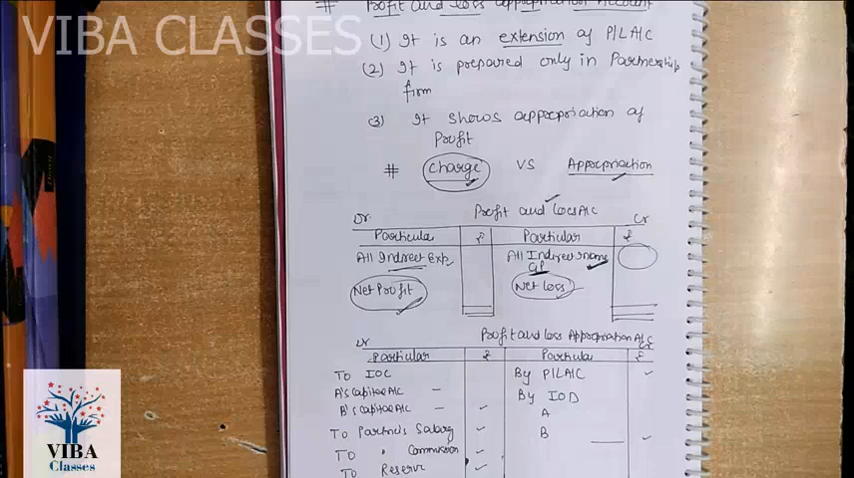 VIBA CLASSES
# Profit and loss appropriation Account
(1) It is an extension of P/L A/C
(2) It is prepared only in Partnership
firm
(3) It shows appropriation of
Profit
# Charge VS Appropriation
Profit and Loss A/C
Dr Cr
Particular ₹ Particular ₹
All Indirect Exp All Indirect Income
GP
Net Profit Net loss
Profit and loss Appropriation A/C
Dr Cr
Particular ₹ Particular ₹
To IOC By P/L A/C
A's Capital A/C – By IOD
B's Capital A/C – A
To Partner's Salary B
To " Commission
To Reserve
VIBA
Classes